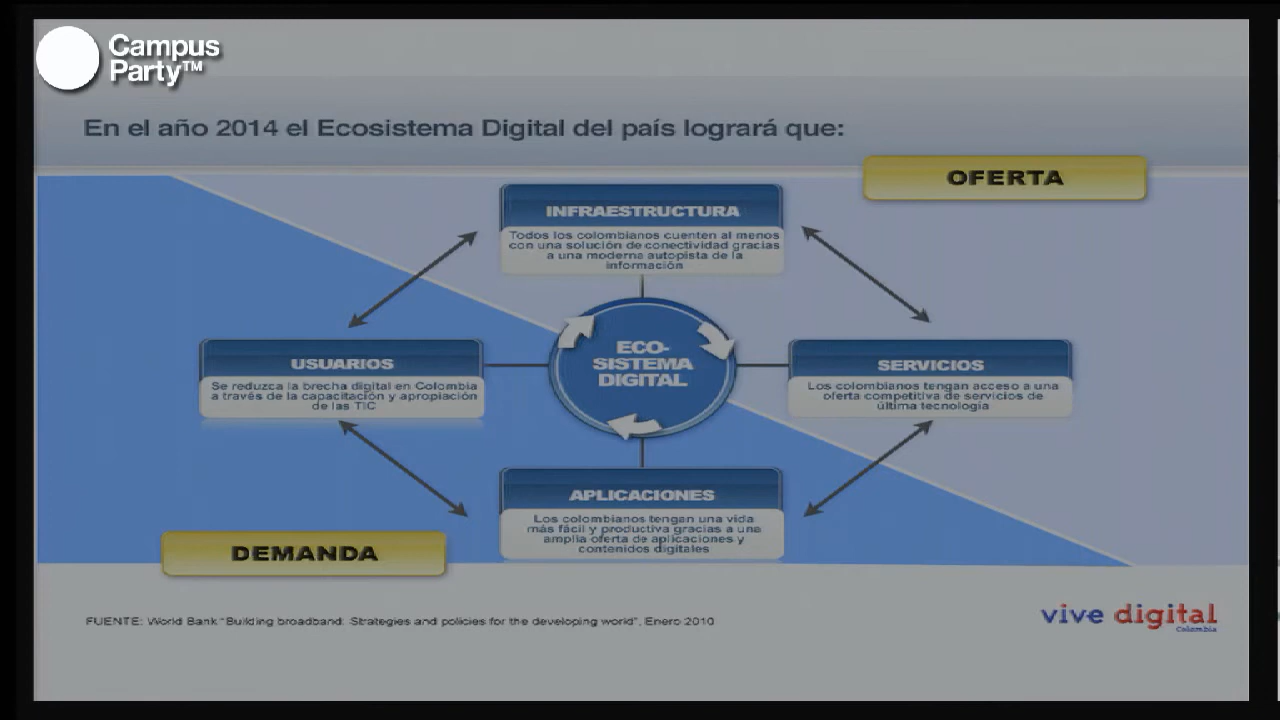 Campus
Party™
En el año 2014 el Ecosistema Digital del país logrará que:
OFERTA
INFRAESTRUCTURA
Todos los colombianos cuenten al menos
con una solución de conectividad gracias
a una moderna autopista de la
información
USUARIOS
Se reduzca la brecha digital en Colombia
a través de la capacitación y apropiación
de las TIC
ECO-
SISTEMA
DIGITAL
SERVICIOS
Los colombianos tengan acceso a una
oferta competitiva de servicios de
última tecnología
APLICACIONES
Los colombianos tengan una vida
más fácil y productiva gracias a una
amplia oferta de aplicaciones y
contenidos digitales
DEMANDA
FUENTE: World Bank "Building broadband: Strategies and policies for the developing world", Enero 2010
vive digital
Colombia